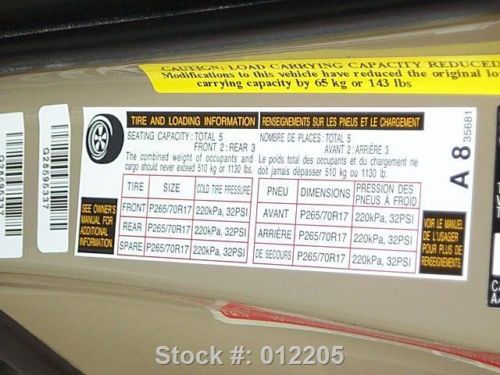 CAUTION: LOAD CARRYING CAPACITY REDUCED
Modifications to this vehicle have reduced the original lo
carrying capacity by 65 kg or 143 lbs
TIRE AND LOADING INFORMATION
SEATING CAPACITY: TOTAL 5
FRONT 2: REAR 3
The combined weight of occupants and
cargo should never exceed 510 kg or 1130 lbs.
RENSEIGNEMENTS SUR LES PNEUS ET LE CHARGEMENT
NOMBRE DE PLACES: TOTAL 5
AVANT 2: ARRIÈRE 3
Le poids total des occupants et du chargement ne
doit jamais dépasser 510 kg ou 1130 lb.
TIRE SIZE COLD TIRE PRESSURE
FRONT P265/70R17 220kPa, 32PSI
REAR P265/70R17 220kPa, 32PSI
SPARE P265/70R17 220kPa, 32PSI
PNEU DIMENSIONS PRESSION DES
PNEUS À FROID
AVANT P265/70R17 220kPa, 32PSI
ARRIÈRE P265/70R17 220kPa, 32PSI
DE SECOURS P265/70R17 220kPa, 32PSI
SEE OWNER'S
MANUAL FOR
ADDITIONAL
INFORMATION
VOIR LE MANUEL
DE L'USAGER
POUR PLUS DE
RENSEIGNEMENTS
A 8
35681
Stock #: 012205